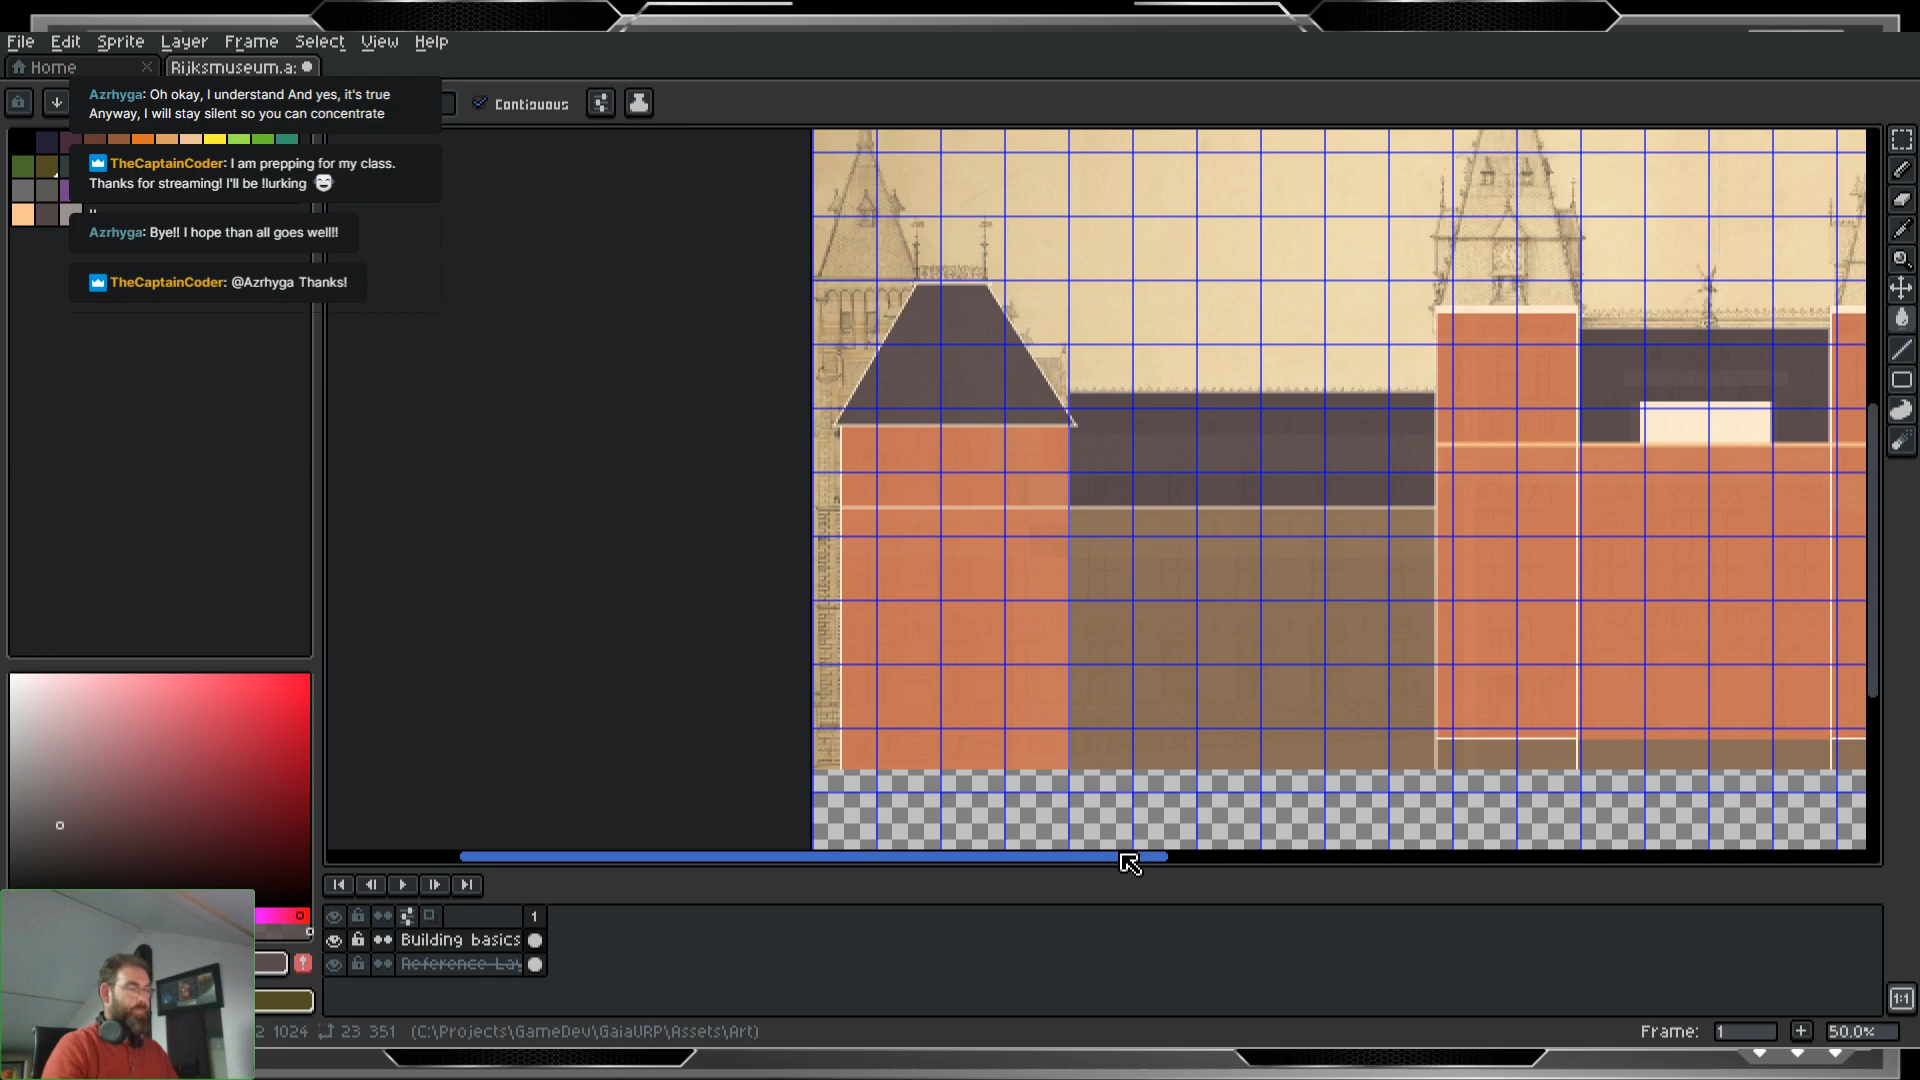 File Edit Sprite Layer Frame Select View Help
Home
Rijksmuseum.a:
Contiguous
Azrhyga: Oh okay, I understand And yes, it's true
Anyway, I will stay silent so you can concentrate
TheCaptainCoder: I am prepping for my class.
Thanks for streaming! I'll be !lurking
Azrhyga: Bye!! I hope than all goes well!!
TheCaptainCoder: @Azrhyga Thanks!
1
Building basics
Reference Lay
2 1024 23 351 (C:\Projects\GameDev\GaiaURP\Assets\Art)
Frame: 1 + 50.0%
1:1